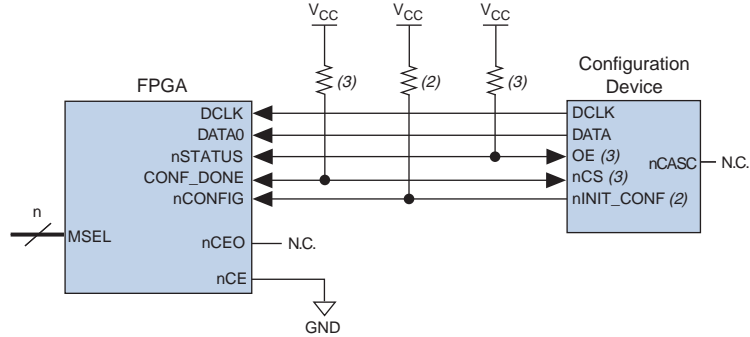 VCC VCC VCC
(3) (2) (3)
FPGA
Configuration
Device
DCLK DCLK
DATA0 DATA
nSTATUS OE (3)
CONF_DONE nCS (3)
nCONFIG nINIT_CONF (2)
nCASC N.C.
n
MSEL
nCEO N.C.
nCE
GND